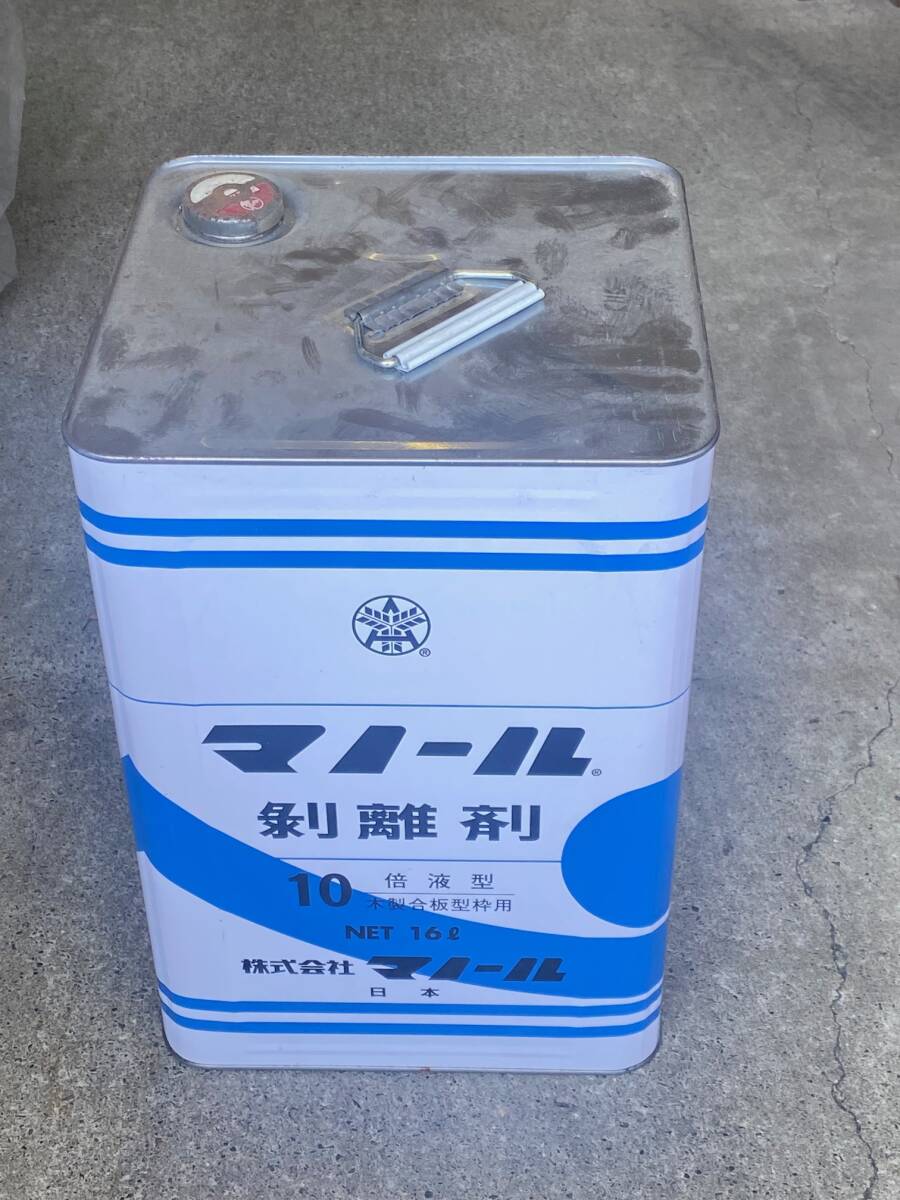 ®
マノール®
剝離剤
10 倍液型
木製合板型枠用
NET 16ℓ
株式会社 マノール
日本